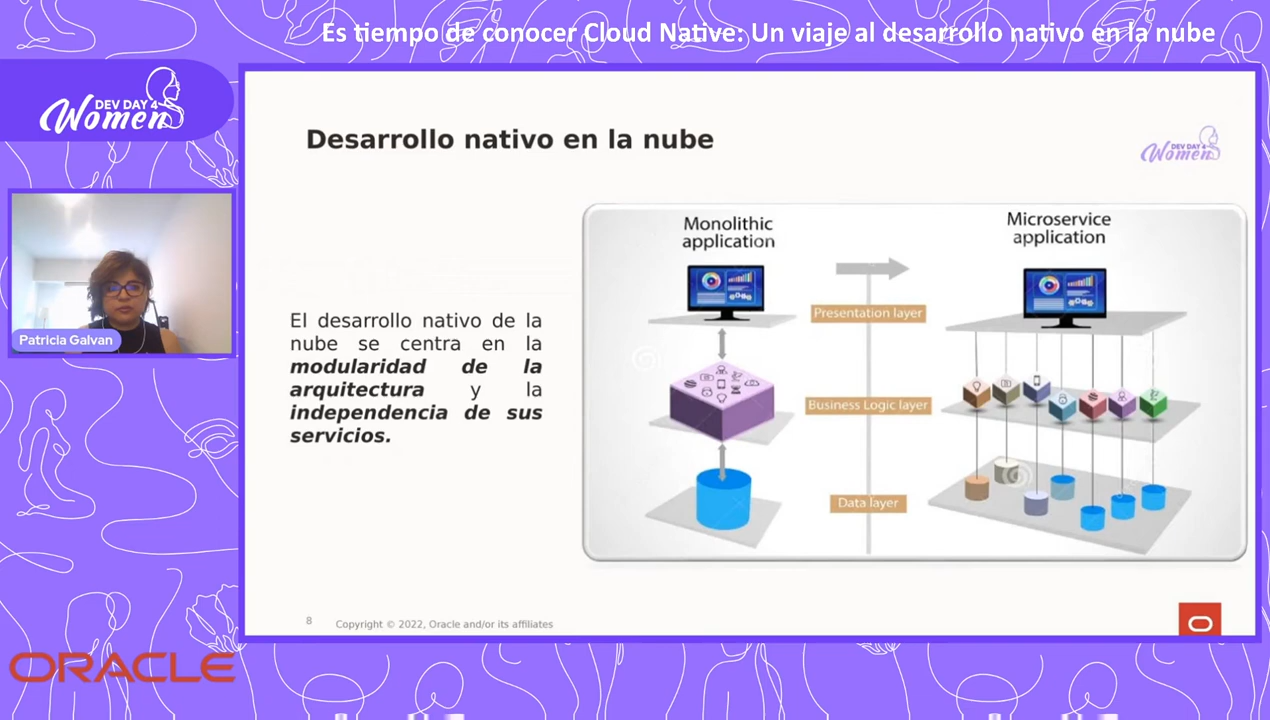 Es tiempo de conocer Cloud Native: Un viaje al desarrollo nativo en la nube
DEV DAY 4
Women
Patricia Galvan
Desarrollo nativo en la nube
DEV DAY 4
Women
El desarrollo nativo de la
nube se centra en la
modularidad de la
arquitectura y la
independencia de sus
servicios.
Monolithic
application
Microservice
application
Presentation layer
Business Logic layer
Data layer
8
Copyright © 2022, Oracle and/or its affiliates
ORACLE